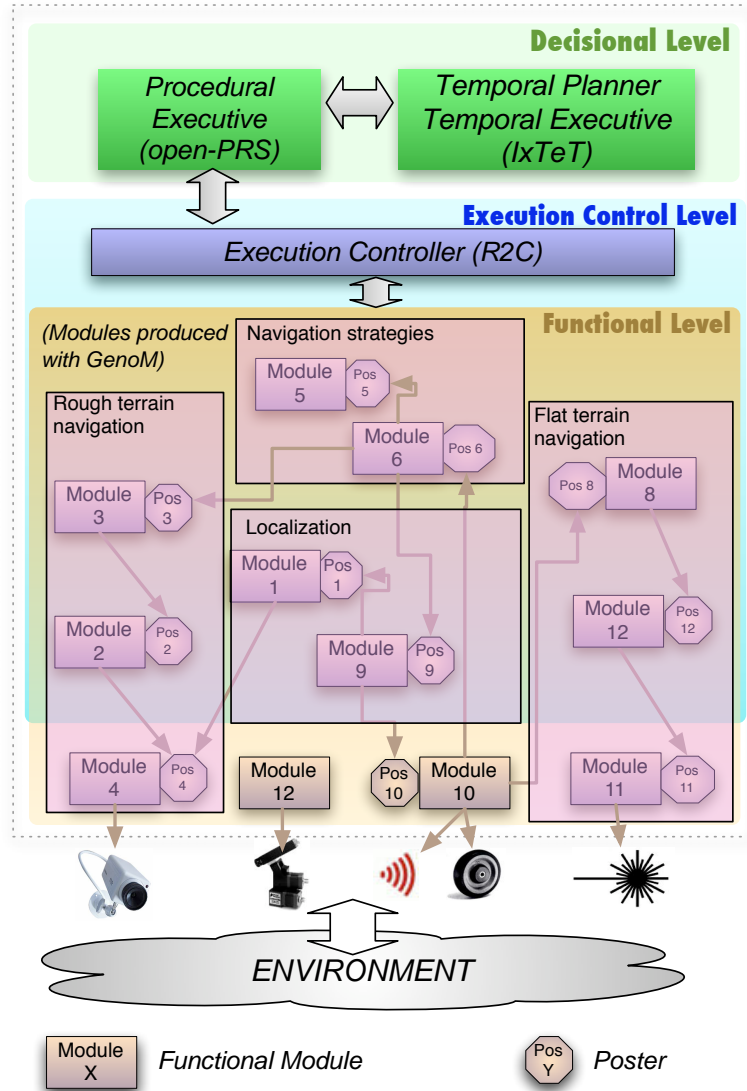 Decisional Level
Procedural
Executive
(open-PRS)
Temporal Planner
Temporal Executive
(IxTeT)
Execution Control Level
Execution Controller (R2C)
Functional Level
(Modules produced
with GenoM)
Navigation strategies
Module
5
Pos
5
Module
6
Pos 6
Rough terrain
navigation
Module
3
Pos
3
Module
2
Pos
2
Module
4
Pos
4
Localization
Module
1
Pos
1
Module
9
Pos
9
Flat terrain
navigation
Pos 8
Module
8
Module
12
Pos
12
Module
11
Pos
11
Module
12
Pos
10
Module
10
ENVIRONMENT
Module
X
Functional Module
Pos
Y
Poster